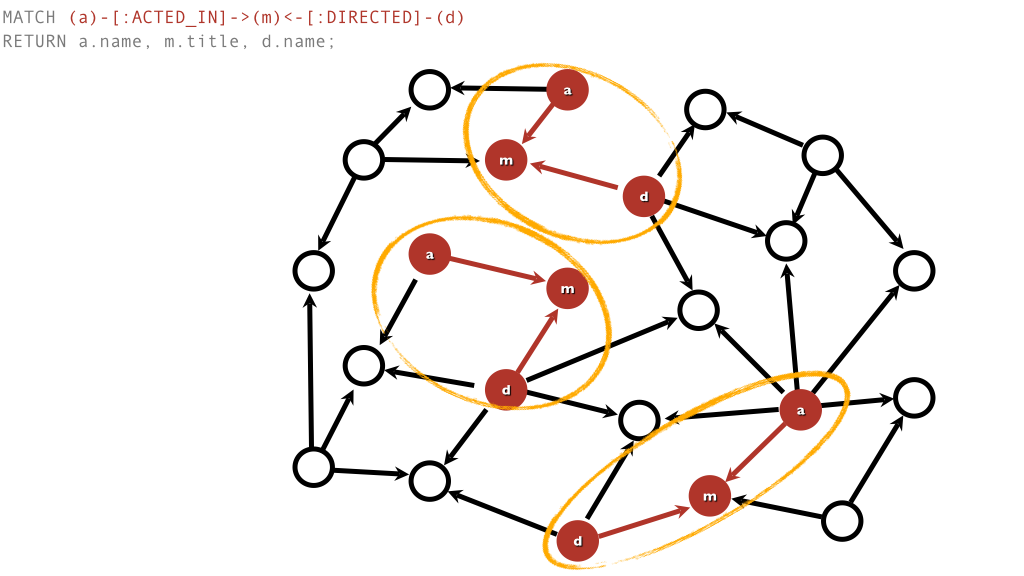 MATCH (a)-[:ACTED_IN]->(m)<-[:DIRECTED]-(d)
RETURN a.name, m.title, d.name;
a
m
d
a
m
d
a
m
d